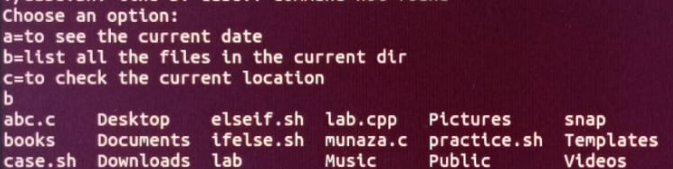 Choose an option:
a=to see the current date
b=list all the files in the current dir
c=to check the current location
b
abc.c Desktop elseif.sh lab.cpp Pictures snap
books Documents ifelse.sh munaza.c practice.sh Templates
case.sh Downloads lab Music Public Videos